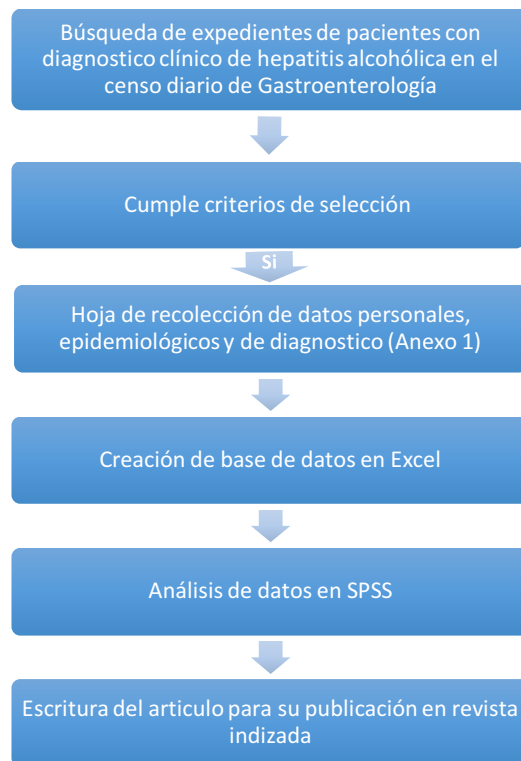 Búsqueda de expedientes de pacientes con
diagnostico clínico de hepatitis alcohólica en el
censo diario de Gastroenterología
Cumple criterios de selección
Si
Hoja de recolección de datos personales,
epidemiológicos y de diagnostico (Anexo 1)
Creación de base de datos en Excel
Análisis de datos en SPSS
Escritura del articulo para su publicación en revista
indizada